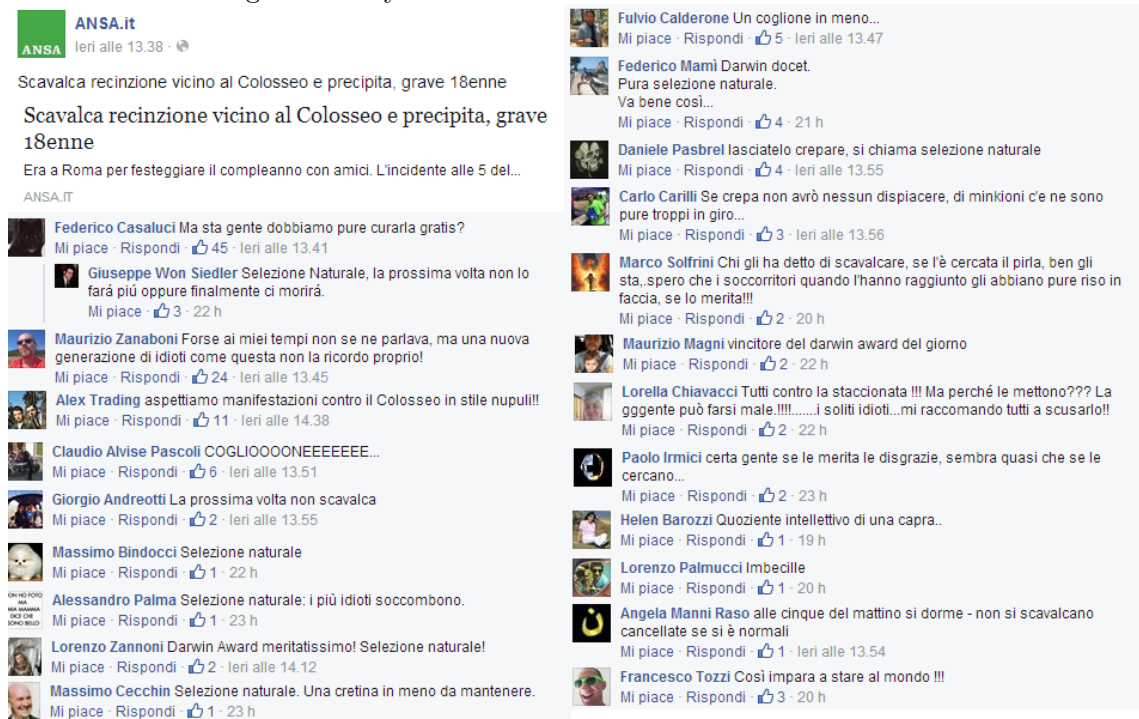 ANSA.it
ANSA
Ieri alle 13.38 ·
Scavalca recinzione vicino al Colosseo e precipita, grave 18enne
Scavalca recinzione vicino al Colosseo e precipita, grave
18enne
Era a Roma per festeggiare il compleanno con amici. L'incidente alle 5 del...
ANSA.IT
Federico Casaluci Ma sta gente dobbiamo pure curarla gratis?
Mi piace · Rispondi · 45 · Ieri alle 13.41
Giuseppe Won Siedler Selezione Naturale, la prossima volta non lo
fará piú oppure finalmente ci morirá.
Mi piace · 3 · 22 h
Maurizio Zanaboni Forse ai miei tempi non se ne parlava, ma una nuova
generazione di idioti come questa non la ricordo proprio!
Mi piace · Rispondi · 24 · Ieri alle 13.45
Alex Trading aspettiamo manifestazioni contro il Colosseo in stile nupuli!!
Mi piace · Rispondi · 11 · Ieri alle 14.38
Claudio Alvise Pascoli COGLIOOOONEEEEEEE...
Mi piace · Rispondi · 6 · Ieri alle 13.51
Giorgio Andreotti La prossima volta non scavalca
Mi piace · Rispondi · 2 · Ieri alle 13.55
Massimo Bindocci Selezione naturale
Mi piace · Rispondi · 1 · 22 h
Alessandro Palma Selezione naturale: i più idioti soccombono.
Mi piace · Rispondi · 1 · 23 h
Lorenzo Zannoni Darwin Award meritatissimo! Selezione naturale!
Mi piace · Rispondi · 2 · Ieri alle 14.12
Massimo Cecchin Selezione naturale. Una cretina in meno da mantenere.
Mi piace · Rispondi · 1 · 23 h
Fulvio Calderone Un coglione in meno...
Mi piace · Rispondi · 5 · Ieri alle 13.47
Federico Mamì Darwin docet.
Pura selezione naturale.
Va bene così...
Mi piace · Rispondi · 4 · 21 h
Daniele Pasbrel lasciatelo crepare, si chiama selezione naturale
Mi piace · Rispondi · 4 · Ieri alle 13.55
Carlo Carilli Se crepa non avrò nessun dispiacere, di minkioni c'e ne sono
pure troppi in giro...
Mi piace · Rispondi · 3 · Ieri alle 13.56
Marco Solfrini Chi gli ha detto di scavalcare, se l'è cercata il pirla, ben gli
sta,.spero che i soccorritori quando l'hanno raggiunto gli abbiano pure riso in
faccia, se lo merita!!!
Mi piace · Rispondi · 2 · 20 h
Maurizio Magni vincitore del darwin award del giorno
Mi piace · Rispondi · 2 · 22 h
Lorella Chiavacci Tutti contro la staccionata !!! Ma perché le mettono??? La
gggente può farsi male.!!!!.......i soliti idioti...mi raccomando tutti a scusarlo!!
Mi piace · Rispondi · 2 · 22 h
Paolo Irmici certa gente se le merita le disgrazie, sembra quasi che se le
cercano...
Mi piace · Rispondi · 2 · 23 h
Helen Barozzi Quoziente intellettivo di una capra..
Mi piace · Rispondi · 1 · 19 h
Lorenzo Palmucci Imbecille
Mi piace · Rispondi · 1 · 20 h
Angela Manni Raso alle cinque del mattino si dorme - non si scavalcano
cancellate se si è normali
Mi piace · Rispondi · 1 · Ieri alle 13.54
Francesco Tozzi Così impara a stare al mondo !!!
Mi piace · Rispondi · 3 · 20 h